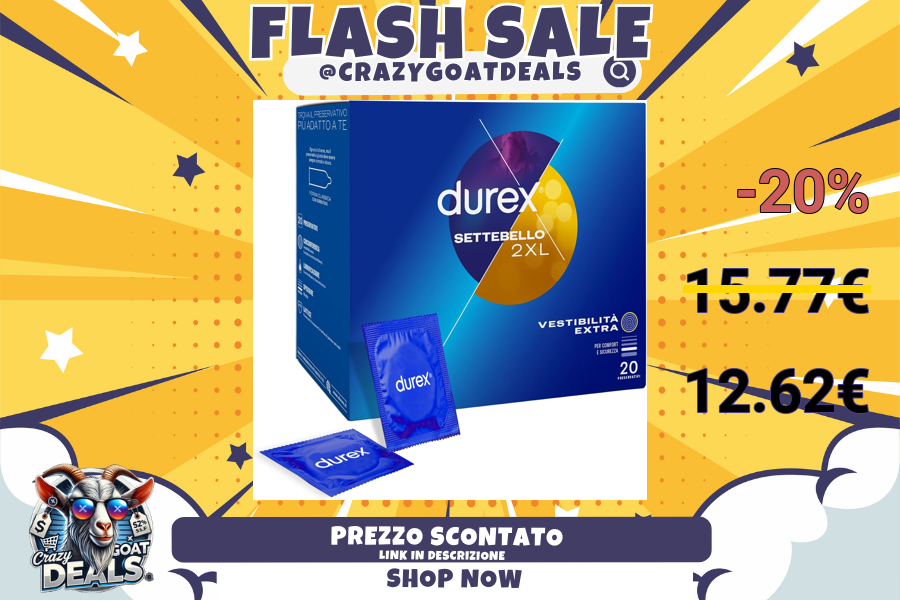 FLASH SALE
@CRAZYGOATDEALS
TROVA IL PRESERVATIVO
PIÙ ADATTO A TE
durex
SETTEBELLO
2XL
VESTIBILITÀ
EXTRA
PER COMFORT
E SICUREZZA
20
PRESERVATIVI
durex
durex
-20%
15.77€
12.62€
$
52%
Crazy
GOAT
DEALS
PREZZO SCONTATO
LINK IN DESCRIZIONE
SHOP NOW